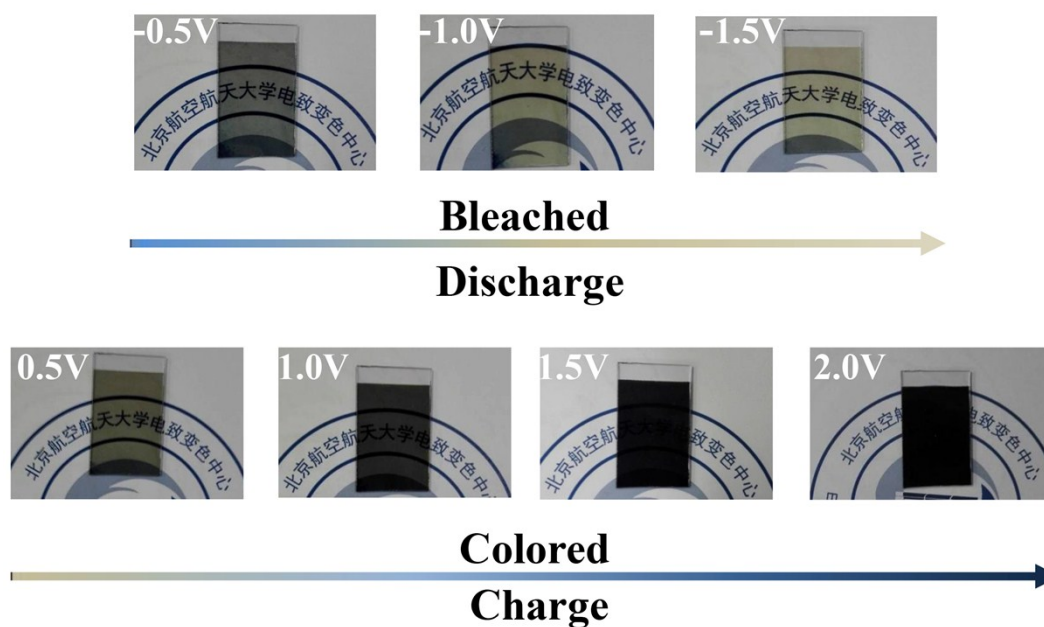 -0.5V
北京航空航天大学电致变色中心
-1.0V
北京航空航天大学电致变色中心
-1.5V
北京航空航天大学电致变色中心
Bleached
Discharge
0.5V
北京航空航天大学电致变色中心
1.0V
北京航空航天大学电致变色中心
1.5V
北京航空航天大学电致变色中心
2.0V
北京航空航
电致变色中心
E
Colored
Charge